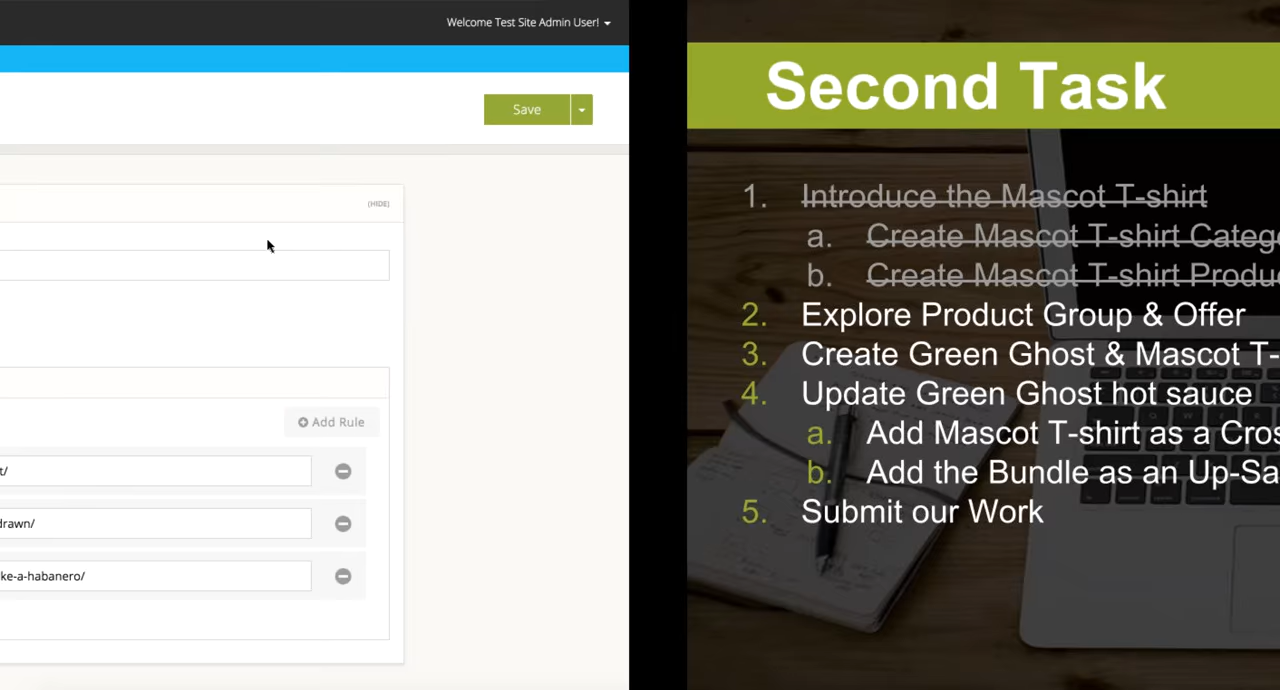 Welcome Test Site Admin User!
Save
(HIDE)
Add Rule
t/
drawn/
ke-a-habanero/
Second Task
1. Introduce the Mascot T-shirt
a. Create Mascot T-shirt Catego
b. Create Mascot T-shirt Produc
2. Explore Product Group & Offer
3. Create Green Ghost & Mascot T-
4. Update Green Ghost hot sauce
a. Add Mascot T-shirt as a Cros
b. Add the Bundle as an Up-Sa
5. Submit our Work